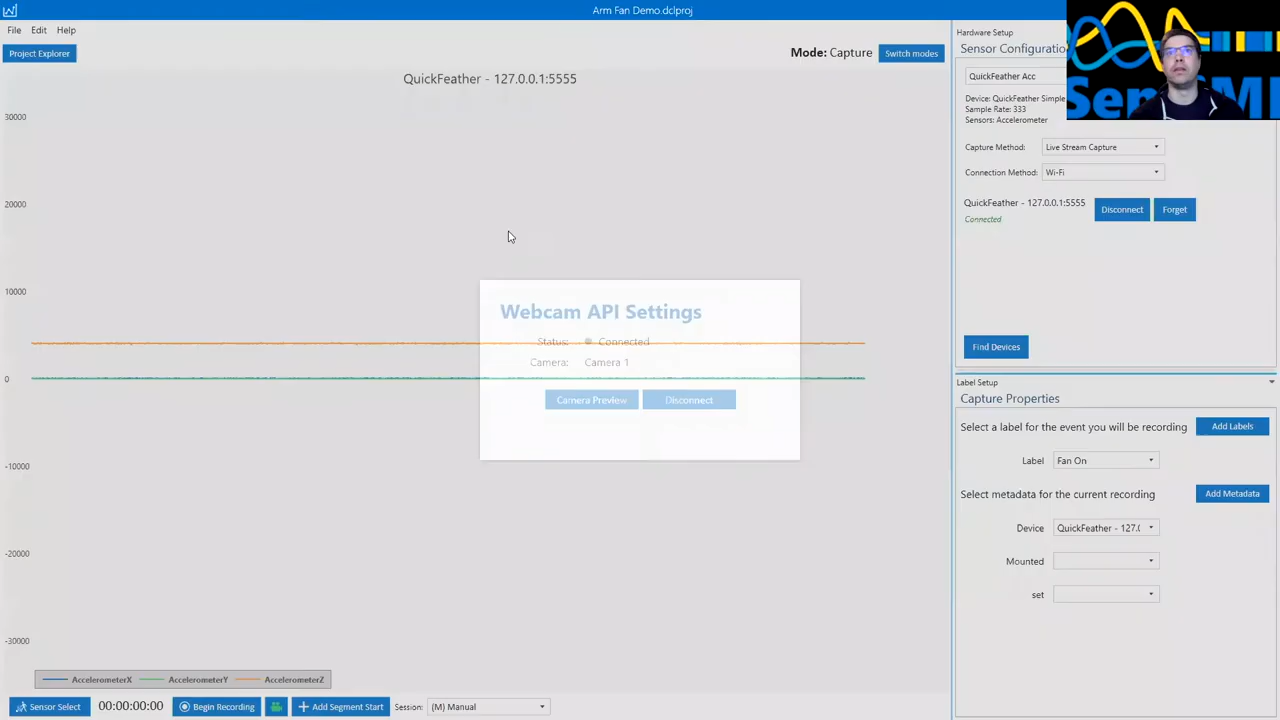 Arm Fan Demo.dclproj
File Edit Help
Project Explorer
Mode: Capture
Switch modes
QuickFeather - 127.0.0.1:5555
30000
20000
10000
0
-10000
-20000
-30000
AccelerometerX AccelerometerY AccelerometerZ
Webcam API Settings
Status: Connected
Camera: Camera 1
Camera Preview Disconnect
Sensor Select 00:00:00:00 Begin Recording Add Segment Start Session: (M) Manual
Hardware Setup
Sensor Configuratio
QuickFeather Acc
Device: QuickFeather Simple
Sample Rate: 333
Sensors: Accelerometer
Capture Method: Live Stream Capture
Connection Method: Wi-Fi
QuickFeather - 127.0.0.1:5555
Connected
Disconnect Forget
Find Devices
Label Setup
Capture Properties
Select a label for the event you will be recording Add Labels
Label Fan On
Select metadata for the current recording Add Metadata
Device QuickFeather - 127.(
Mounted
set